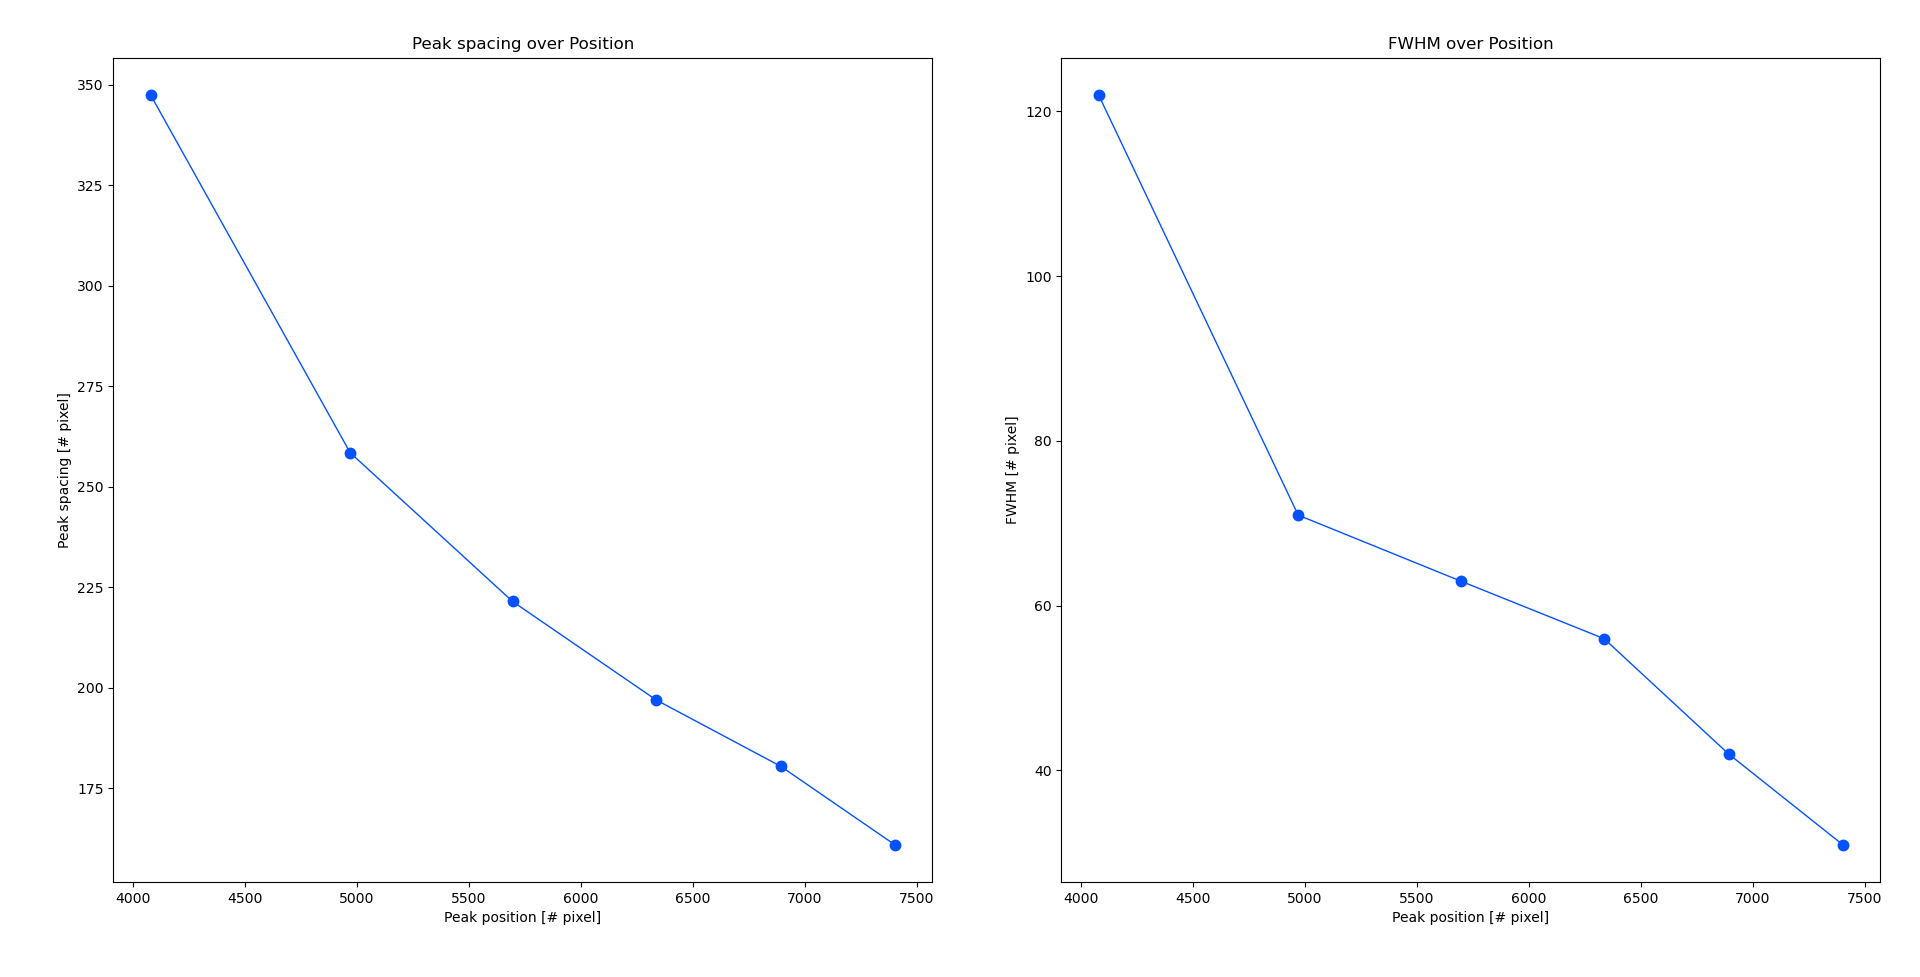 Peak spacing over Position
350
325
300
275
250
225
200
175
Peak spacing [# pixel]
4000 4500 5000 5500 6000 6500 7000 7500
Peak position [# pixel]
FWHM over Position
120
100
80
60
40
FWHM [# pixel]
4000 4500 5000 5500 6000 6500 7000 7500
Peak position [# pixel]